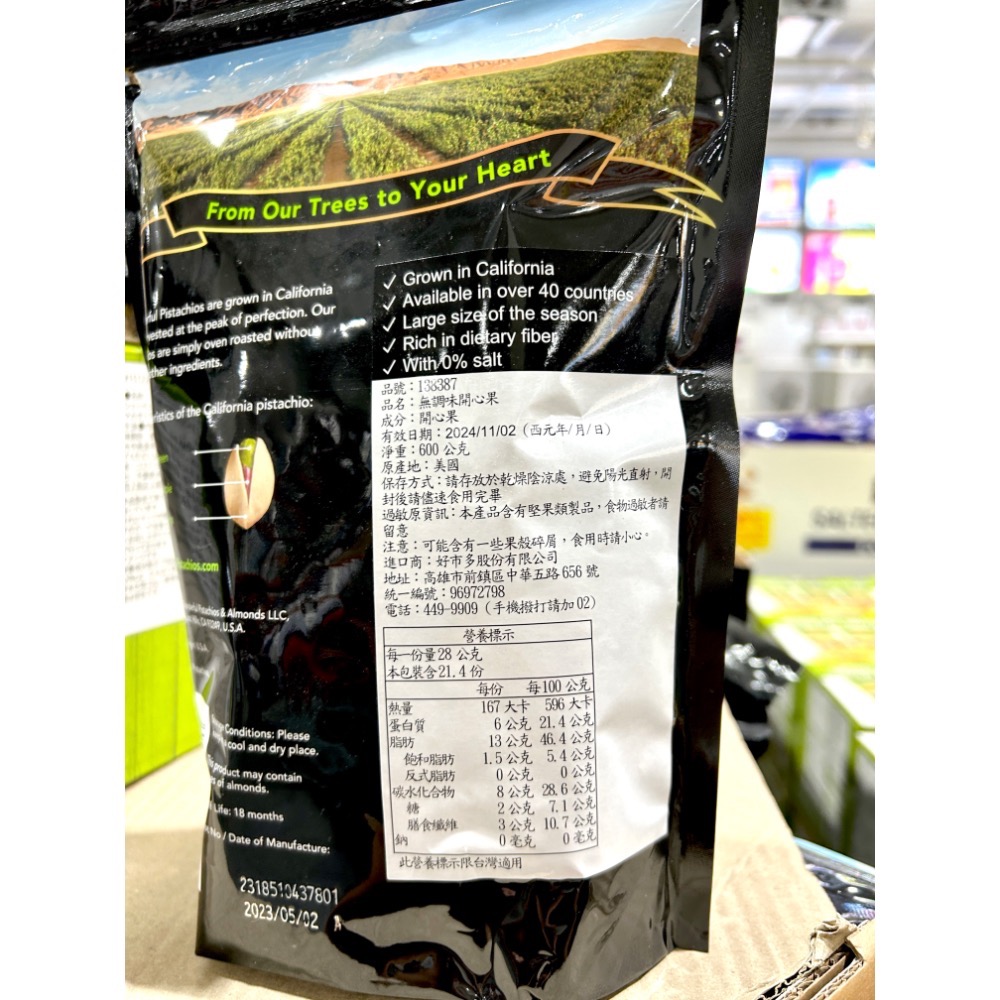 From Our Trees to Your Heart
Pistachios are grown in California
at the peak of perfection. Our
are simply oven roasted without
ingredients.
of the California pistachio:
✓ Grown in California
✓ Available in over 40 countries
✓ Large size of the season
✓ Rich in dietary fiber
✓ With 0% salt
品號：138387
品名：無調味開心果
成分：開心果
有效日期：2024/11/02（西元年/月/日）
淨重：600 公克
原產地：美國
保存方式：請存放於乾燥陰涼處，避免陽光直射，開
封後請儘速食用完畢
過敏原資訊：本產品含有堅果類製品，食物過敏者請
留意
注意：可能含有一些果殼碎屑，食用時請小心。
進口商：好市多股份有限公司
地址：高雄市前鎮區中華五路 656 號
統一編號：96972798
電話：449-9909（手機撥打請加 02）
營養標示
每一份量 28 公克
本包裝含 21.4 份
每份 每 100 公克
熱量 167 大卡 596 大卡
蛋白質 6 公克 21.4 公克
脂肪 13 公克 46.4 公克
飽和脂肪 1.5 公克 5.4 公克
反式脂肪 0 公克 0 公克
碳水化合物 8 公克 28.6 公克
糖 2 公克 7.1 公克
膳食纖維 3 公克 10.7 公克
鈉 0 毫克 0 毫克
此營養標示限台灣適用
Pistachios & Almonds LLC,
U.S.A.
Conditions: Please
cool and dry place.
product may contain
of almonds.
Life: 18 months
No / Date of Manufacture:
2318510437801
2023/05/02 A